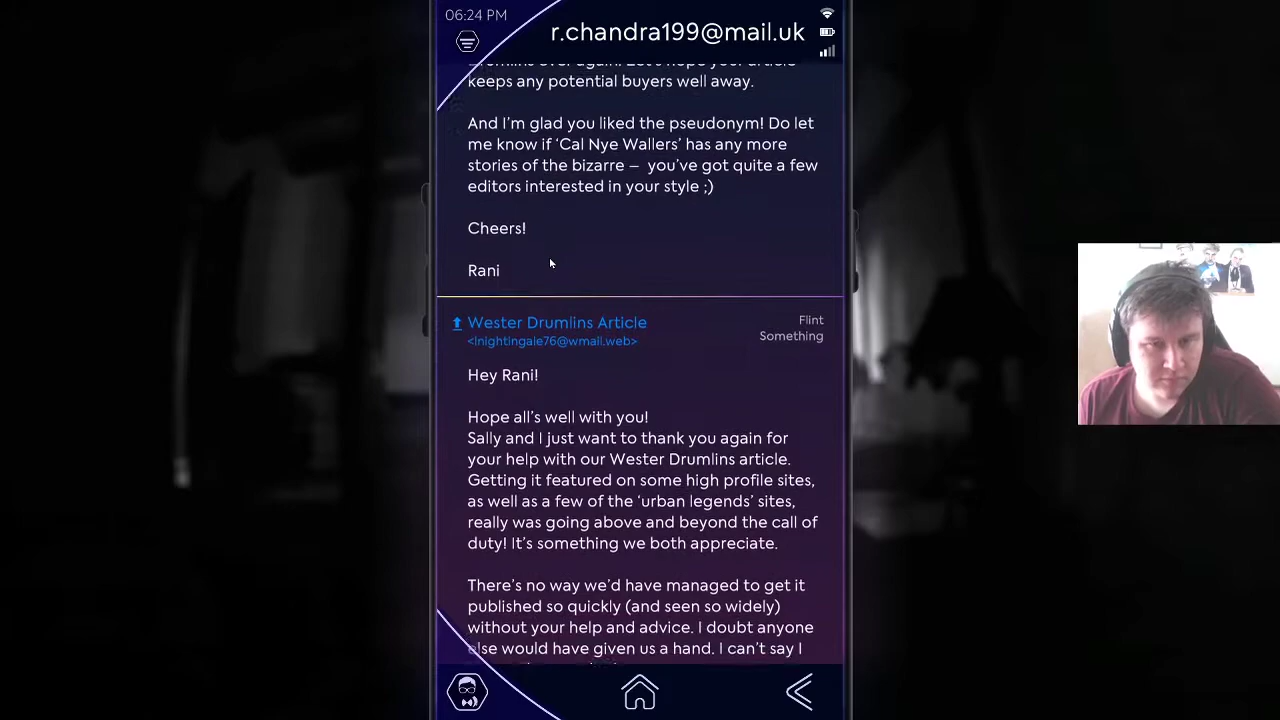 06:24 PM
r.chandra199@mail.uk
keeps any potential buyers well away.
And I'm glad you liked the pseudonym! Do let
me know if ‘Cal Nye Wallers’ has any more
stories of the bizarre – you've got quite a few
editors interested in your style ;)
Cheers!
Rani
Wester Drumlins Article
Flint
Something
<lnightingale76@wmail.web>
Hey Rani!
Hope all's well with you!
Sally and I just want to thank you again for
your help with our Wester Drumlins article.
Getting it featured on some high profile sites,
as well as a few of the ‘urban legends’ sites,
really was going above and beyond the call of
duty! It's something we both appreciate.
There's no way we'd have managed to get it
published so quickly (and seen so widely)
without your help and advice. I doubt anyone
else would have given us a hand. I can't say I